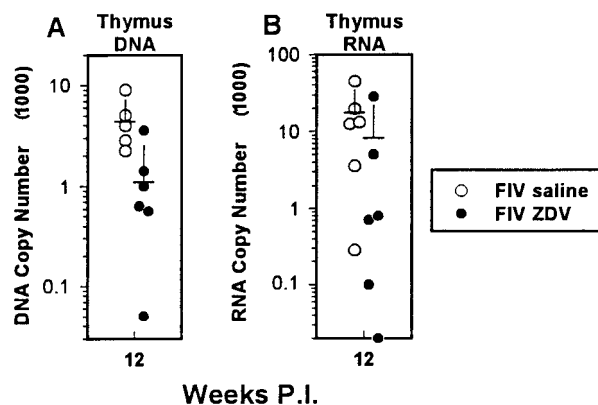 A
Thymus
DNA
DNA Copy Number (1000)
10
1
0.1
12
B
Thymus
RNA
RNA Copy Number (1000)
100
10
1
0.1
12
FIV saline
FIV ZDV
Weeks P.I.